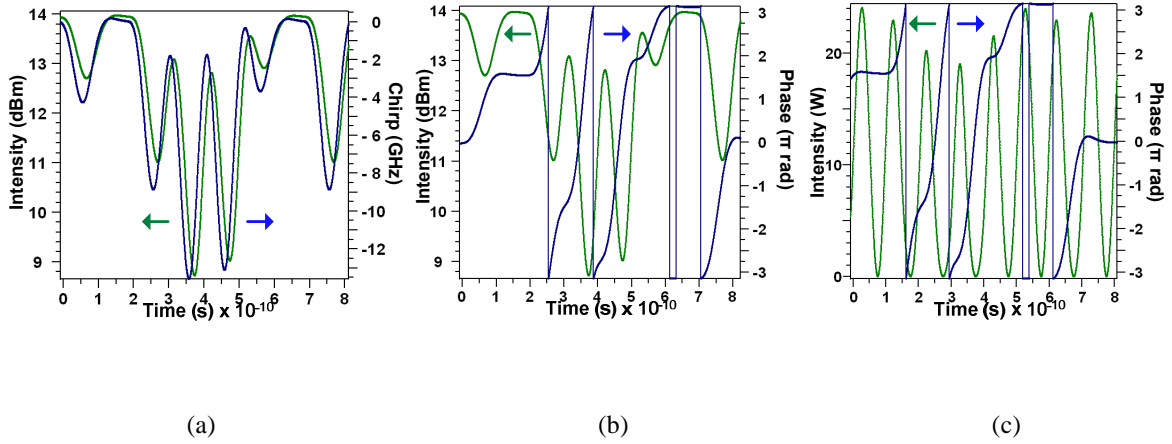 14
13
12
11
10
9
Intensity (dBm)
0
-2
-4
-6
-8
-10
-12
Chirp (GHz)
0 1 2 3 4 5 6 7 8
Time (s) x 10-10
14
13
12
11
10
9
Intensity (dBm)
3
2
1
0
-1
-2
-3
Phase (π rad)
0 1 2 3 4 5 6 7 8
Time (s) x 10-10
20
10
0
Intensity (W)
3
2
1
0
-1
-2
-3
Phase (π rad)
0 1 2 3 4 5 6 7 8
Time (s) x 10-10
(a)
(b)
(c)